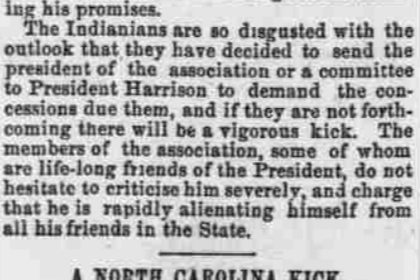 ing his promises.
The Indianians are so disgusted with the
outlook that they have decided to send the
president of the association or a committee
to President Harrison to demand the con-
cessions due them, and if they are not forth-
coming there will be a vigorous kick. The
members of the association, some of whom
are life-long friends of the President, do not
hesitate to criticise him severely, and charge
that he is rapidly alienating himself from
all his friends in the State.
A NORTH CAROLINA KICK